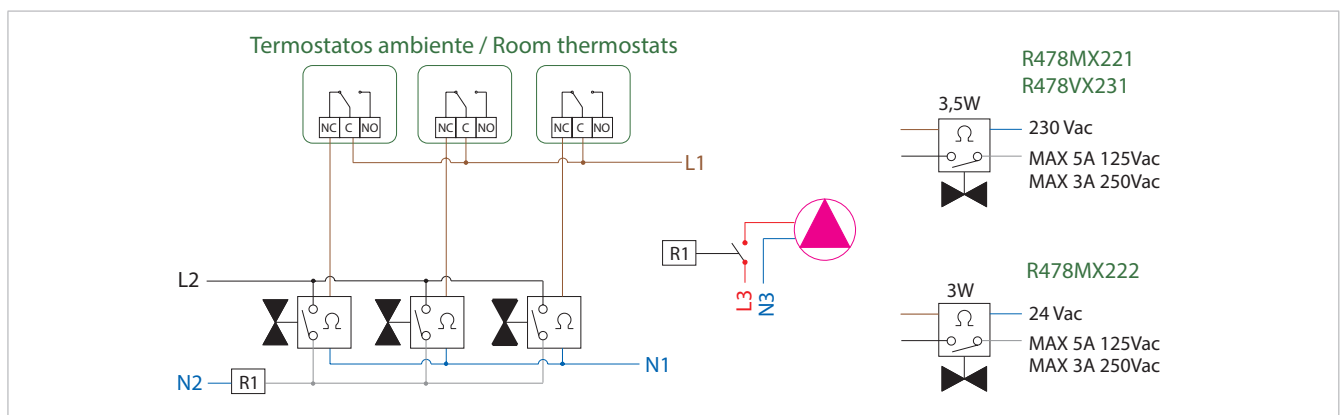 Termostatos ambiente / Room thermostats
NC C NO
NC C NO
NC C NO
L1
L2
Ω
Ω
Ω
N1
N2
R1
R1
L3
N3
R478MX221
R478VX231
3,5W
Ω
230 Vac
MAX 5A 125Vac
MAX 3A 250Vac
R478MX222
3W
Ω
24 Vac
MAX 5A 125Vac
MAX 3A 250Vac